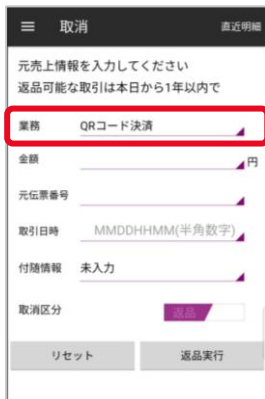 取消
直近明細
元売上情報を入力してください
返品可能な取引は本日から1年以内で
業務 QRコード決済
金額 円
元伝票番号
取引日時 MMDDHHMM(半角数字)
付随情報 未入力
取消区分 返品
リセット 返品実行